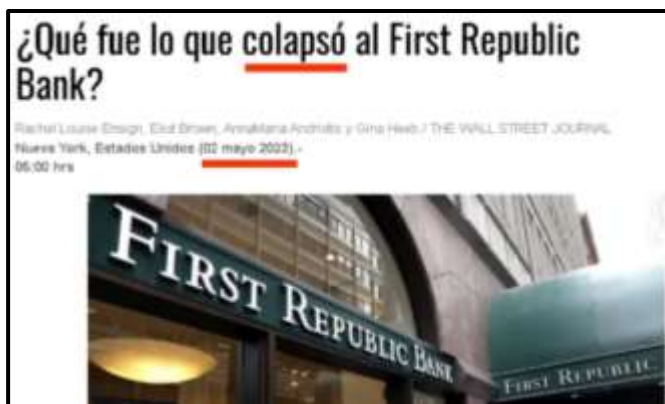 ¿Qué fue lo que colapsó al First Republic
Bank?
Rachel Louise Ensign, Eliot Brown, AnnaMaria Andriotis y Gina Heeb / THE WALL STREET JOURNAL
Nueva York, Estados Unidos (02 mayo 2023).-
05:00 hrs
FIRST REPUBLIC BANK
FIRST REPUBLIC